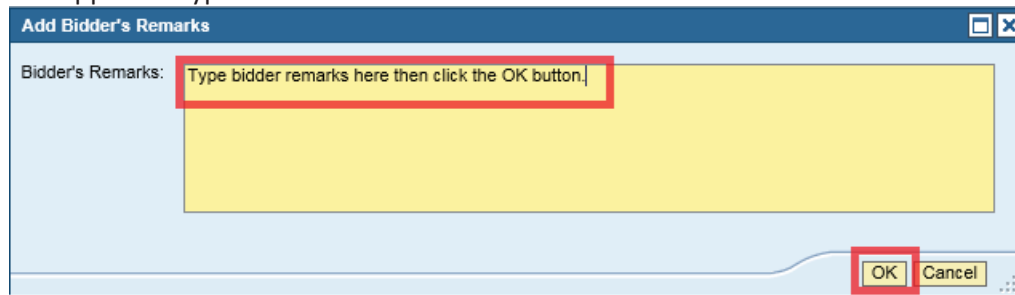 Add Bidder's Remarks
Bidder's Remarks: Type bidder remarks here then click the OK button.
OK Cancel